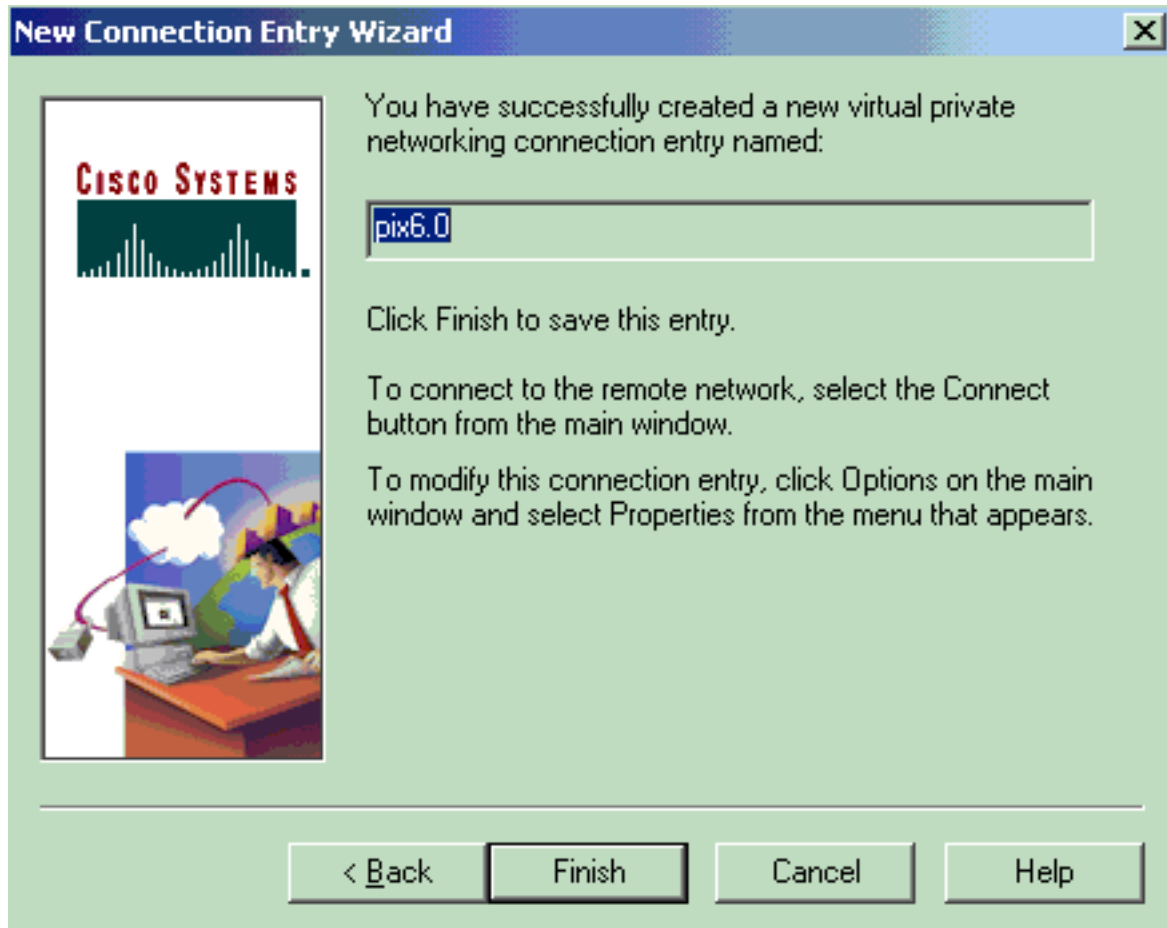 New Connection Entry Wizard
You have successfully created a new virtual private
networking connection entry named:
CISCO SYSTEMS
pix6.0
Click Finish to save this entry.
To connect to the remote network, select the Connect
button from the main window.
To modify this connection entry, click Options on the main
window and select Properties from the menu that appears.
< Back
Finish
Cancel
Help